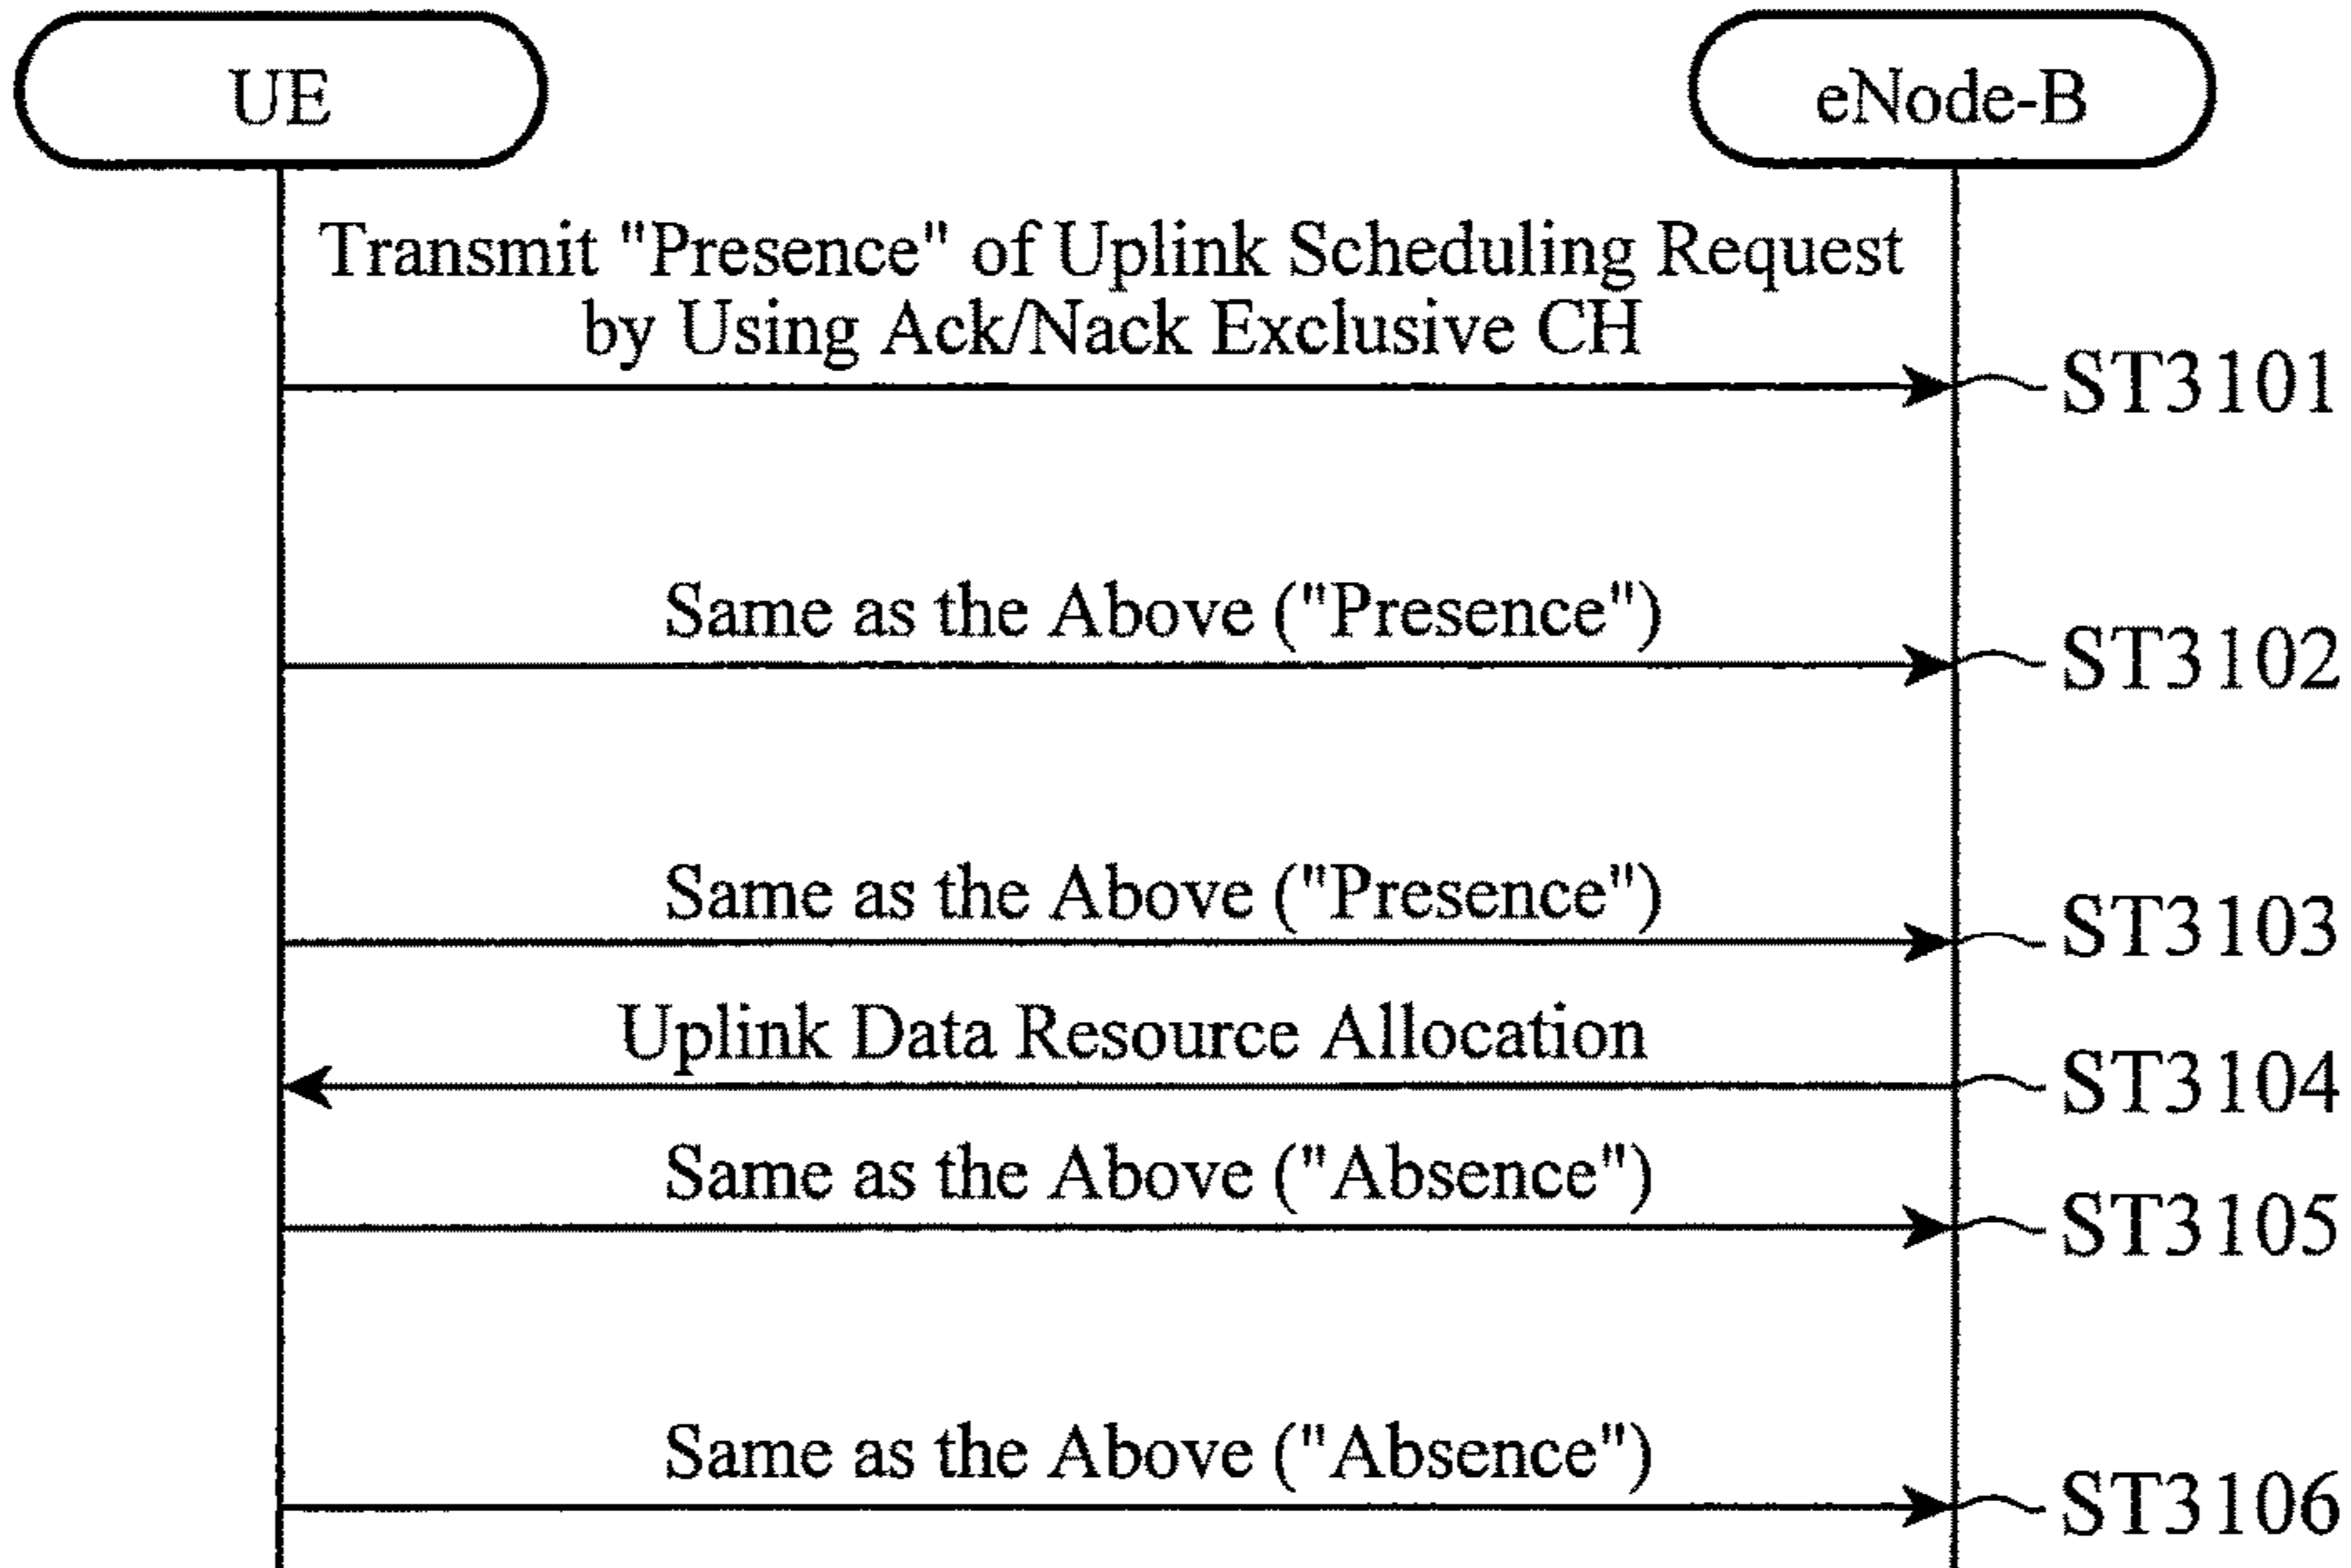 UE
eNode-B
Transmit "Presence" of Uplink Scheduling Request
by Using Ack/Nack Exclusive CH
ST3101
Same as the Above ("Presence")
ST3102
Same as the Above ("Presence")
ST3103
Uplink Data Resource Allocation
ST3104
Same as the Above ("Absence")
ST3105
Same as the Above ("Absence")
ST3106